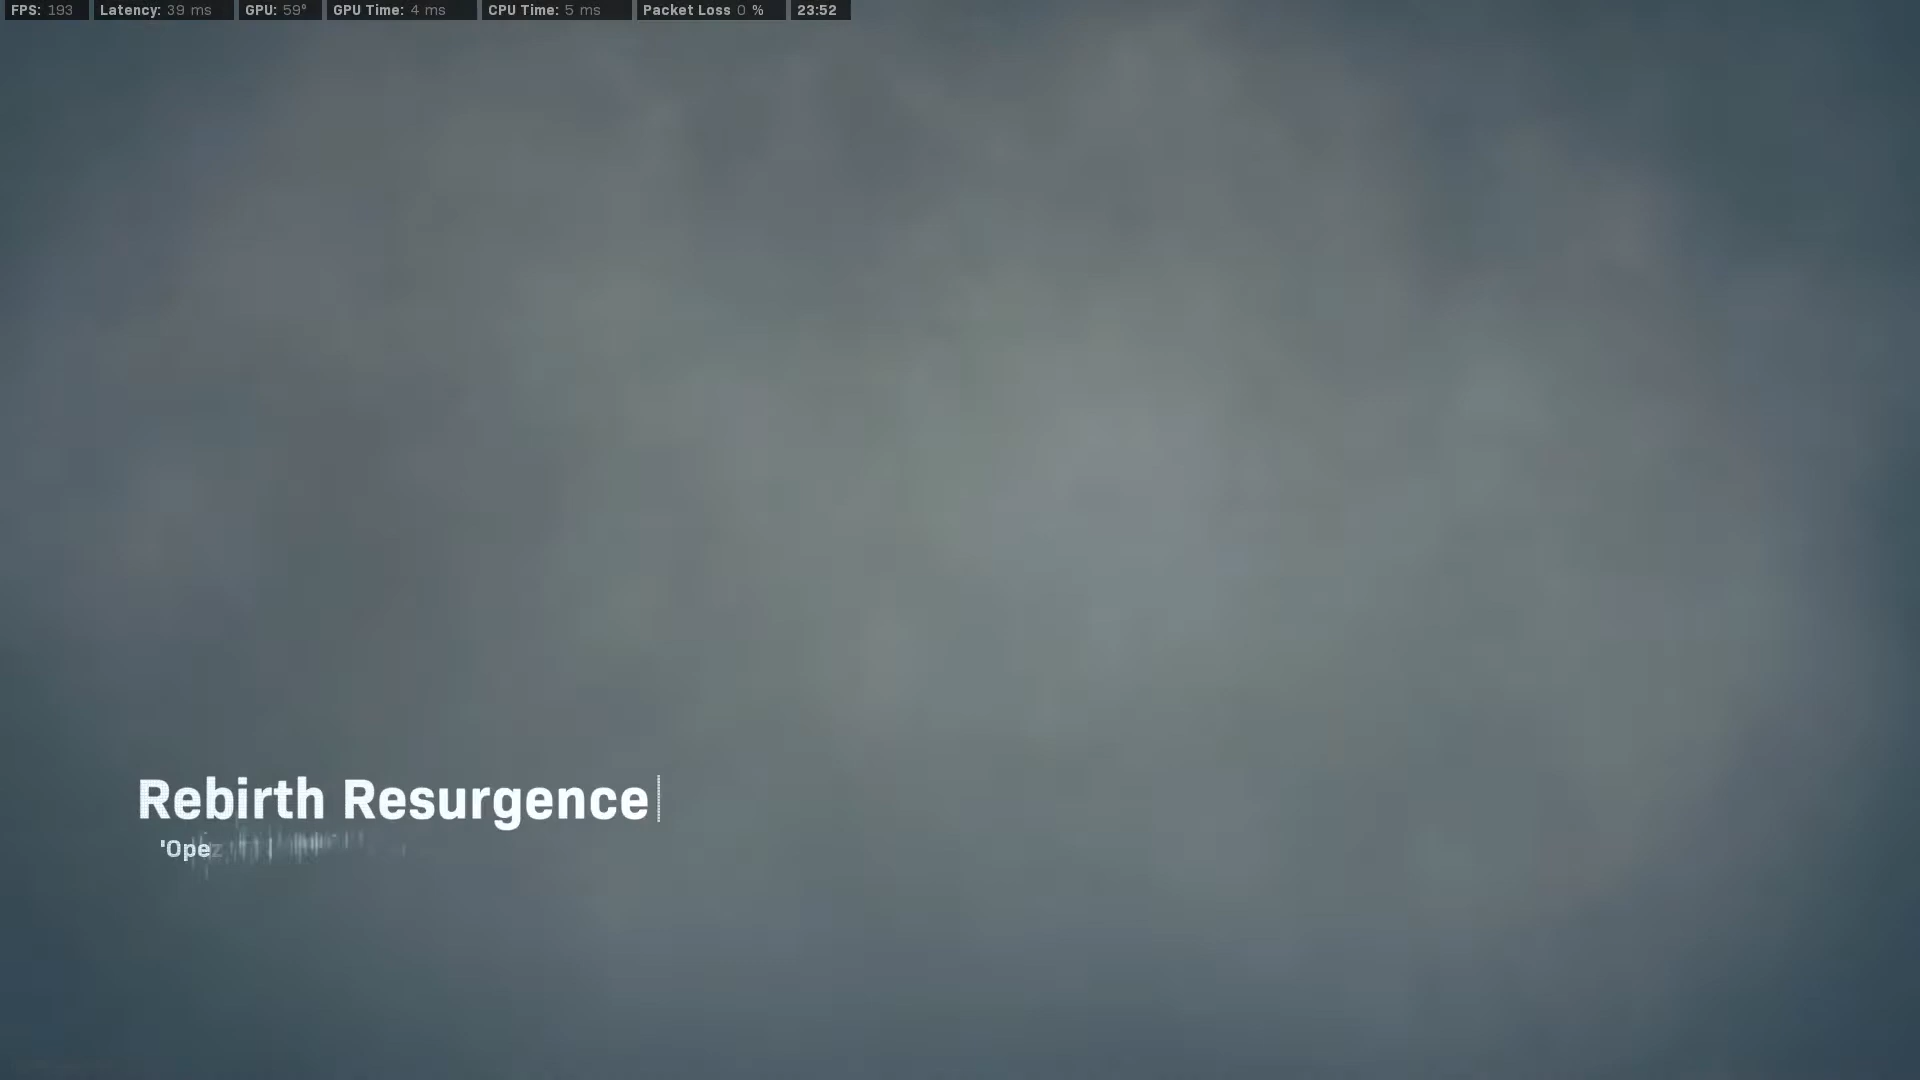 FPS: 193 Latency: 39 ms GPU: 59° GPU Time: 4 ms CPU Time: 5 ms Packet Loss 0 % 23:52
Rebirth Resurgence
'Opez